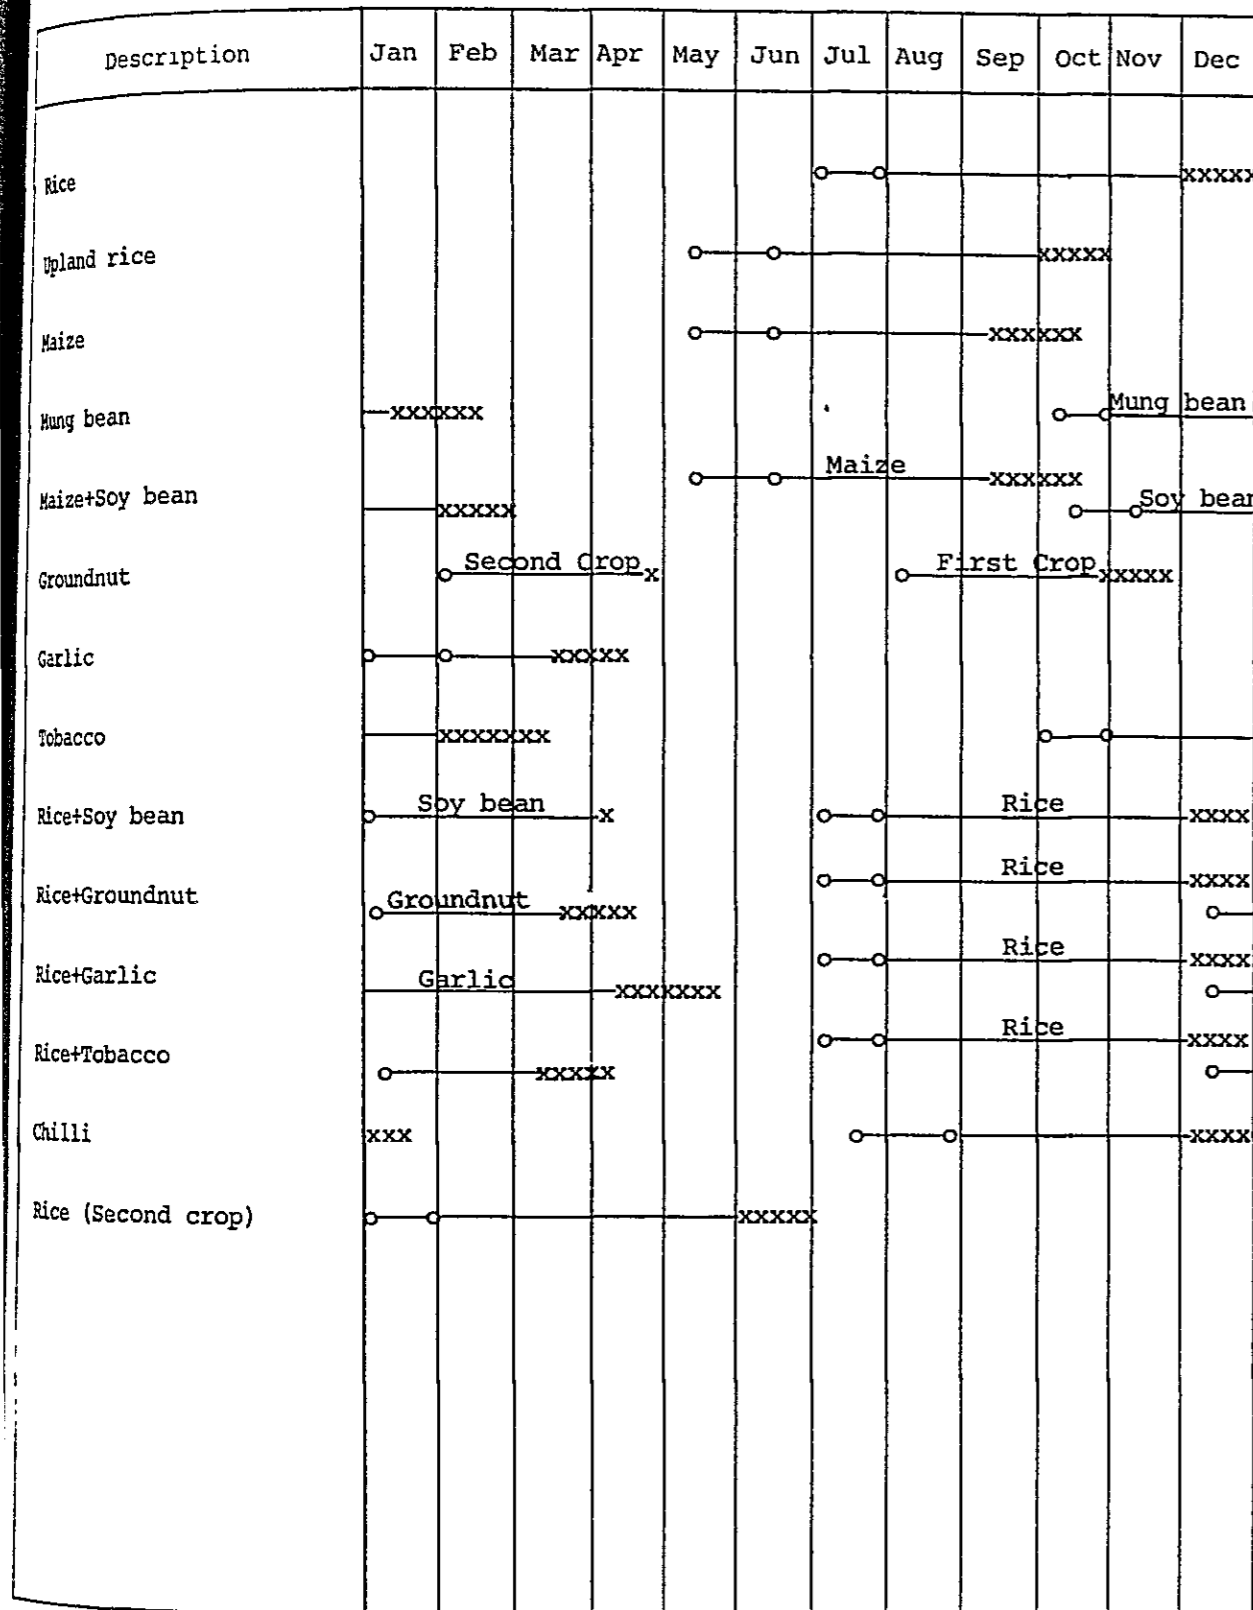 Description Jan Feb Mar Apr May Jun Jul Aug Sep Oct Nov Dec
Rice o—o xxxxx
Upland rice o—o xxxxx
Maize o—o xxxxxx
Mung bean xxxxxx o—o Mung bean
Maize+Soy bean o—o Maize xxxxxx
xxxxx o—o Soy bean
Groundnut o Second Crop x o First Crop xxxxx
Garlic o—o xxxxx
Tobacco xxxxxxx o—o
Rice+Soy bean o Soy bean x o—o Rice xxxx
Rice+Groundnut o—o Rice xxxx
o Groundnut xxxxx o
Rice+Garlic o—o Rice xxxx
Garlic xxxxxxx o
Rice+Tobacco o—o Rice xxxx
o xxxxx o
Chilli xxx o—o xxxx
Rice (Second crop) o—o xxxxx